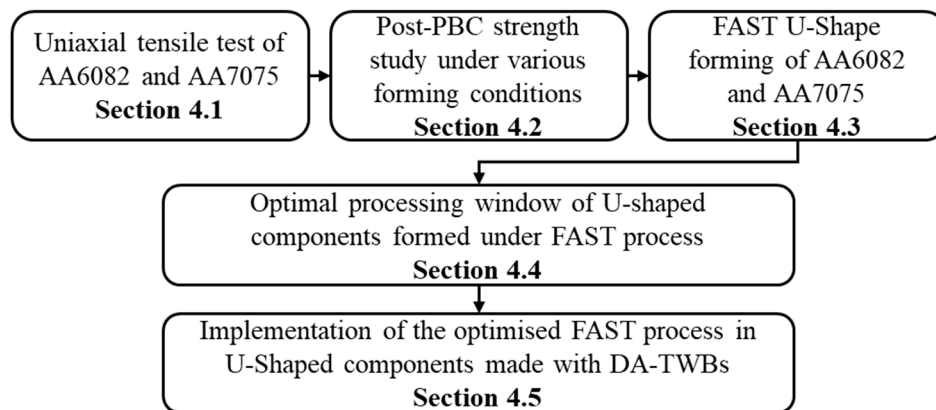 Uniaxial tensile test of
AA6082 and AA7075
Section 4.1
Post-PBC strength
study under various
forming conditions
Section 4.2
FAST U-Shape
forming of AA6082
and AA7075
Section 4.3
Optimal processing window of U-shaped
components formed under FAST process
Section 4.4
Implementation of the optimised FAST process in
U-Shaped components made with DA-TWBs
Section 4.5